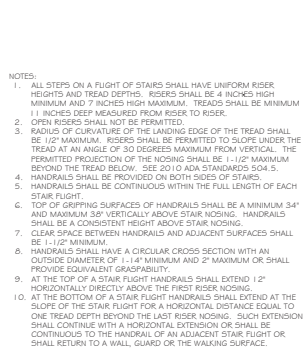 NOTES:
1. ALL STEPS ON A FLIGHT OF STAIRS SHALL HAVE UNIFORM RISER
HEIGHTS AND TREAD DEPTHS. RISERS SHALL BE 4 INCHES HIGH
MINIMUM AND 7 INCHES HIGH MAXIMUM. TREADS SHALL BE MINIMUM
11 INCHES DEEP MEASURED FROM RISER TO RISER.
2. OPEN RISERS SHALL NOT BE PERMITTED.
3. RADIUS OF CURVATURE OF THE LANDING EDGE OF THE TREAD SHALL
BE 1/2" MAXIMUM. RISERS SHALL BE PERMITTED TO SLOPE UNDER THE
TREAD AT AN ANGLE OF 30 DEGREES MAXIMUM FROM VERTICAL. THE
PERMITTED PROJECTION OF THE NOSING SHALL BE 1-1/2" MAXIMUM
BEYOND THE TREAD BELOW. SEE 2010 ADA STANDARDS 504.5.
4. HANDRAILS SHALL BE PROVIDED ON BOTH SIDES OF STAIRS.
5. HANDRAILS SHALL BE CONTINUOUS WITHIN THE FULL LENGTH OF EACH
STAIR FLIGHT.
6. TOP OF GRIPPING SURFACES OF HANDRAILS SHALL BE A MINIMUM 34"
AND MAXIMUM 38" VERTICALLY ABOVE STAIR NOSING. HANDRAILS
SHALL BE A CONSISTENT HEIGHT ABOVE STAIR NOSING.
7. CLEAR SPACE BETWEEN HANDRAILS AND ADJACENT SURFACES SHALL
BE 1-1/2" MINIMUM.
8. HANDRAILS SHALL HAVE A CIRCULAR CROSS SECTION WITH AN
OUTSIDE DIAMETER OF 1-14" MINIMUM AND 2" MAXIMUM OR SHALL
PROVIDE EQUIVALENT GRASPABILITY.
9. AT THE TOP OF A STAIR FLIGHT HANDRAILS SHALL EXTEND 12"
HORIZONTALLY DIRECTLY ABOVE THE FIRST RISER NOSING.
10. AT THE BOTTOM OF A STAIR FLIGHT HANDRAILS SHALL EXTEND AT THE
SLOPE OF THE STAIR FLIGHT FOR A HORIZONTAL DISTANCE EQUAL TO
ONE TREAD DEPTH BEYOND THE LAST RISER NOSING. SUCH EXTENSION
SHALL CONTINUE WITH A HORIZONTAL EXTENSION OR SHALL BE
CONTINUOUS TO THE HANDRAIL OF AN ADJACENT STAIR FLIGHT OR
SHALL RETURN TO A WALL, GUARD OR THE WALKING SURFACE.